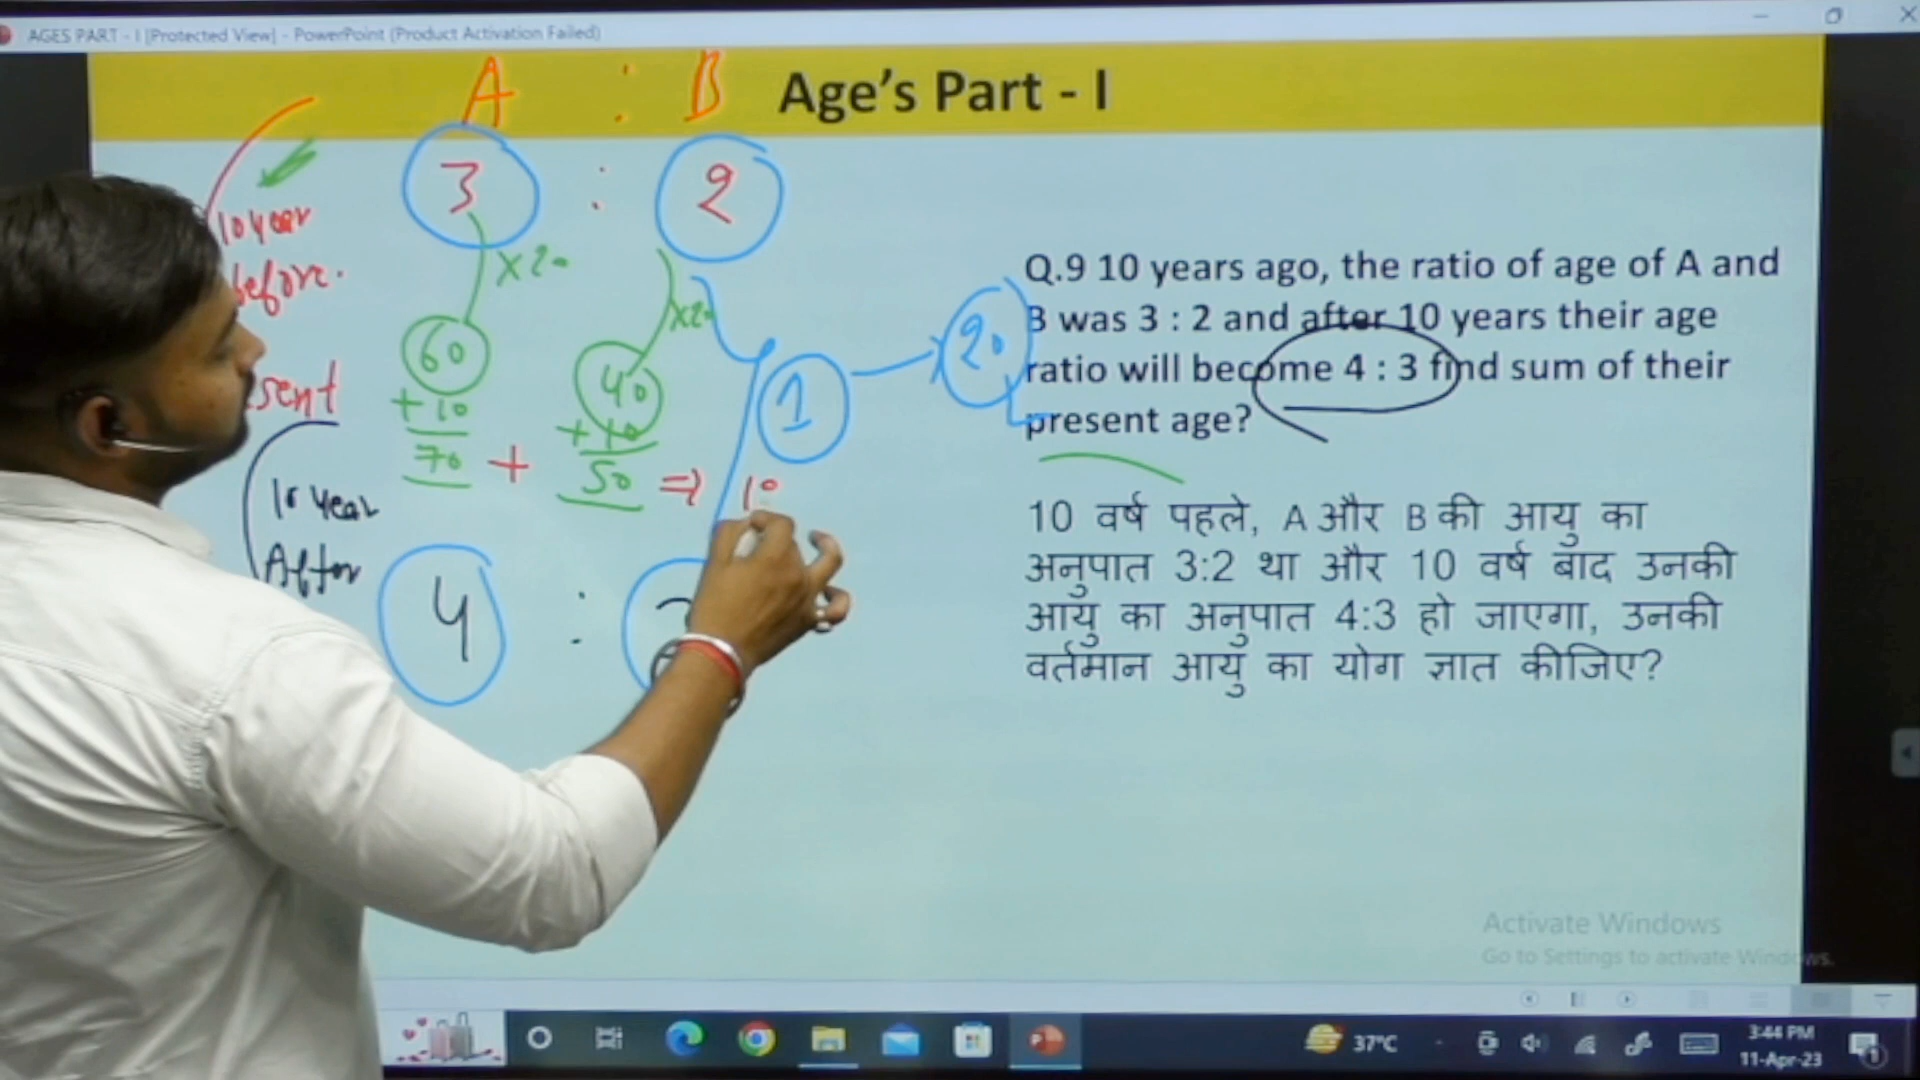 AGES PART - I [Protected View] - PowerPoint (Product Activation Failed)
A : B
Age's Part - I
3 : 2
10 year
before.
×20
×20
60
40
+10
+10
70 + 50 ⇒ 1
1
20
Q.9 10 years ago, the ratio of age of A and
B was 3 : 2 and after 10 years their age
ratio will become 4 : 3 find sum of their
present age?
sent
10 year
After
4 :
10 वर्ष पहले, A और B की आयु का
अनुपात 3:2 था और 10 वर्ष बाद उनकी
आयु का अनुपात 4:3 हो जाएगा, उनकी
वर्तमान आयु का योग ज्ञात कीजिए?
Activate Windows
Go to Settings to activate Windows.
37°C
3:44 PM
11-Apr-23
1